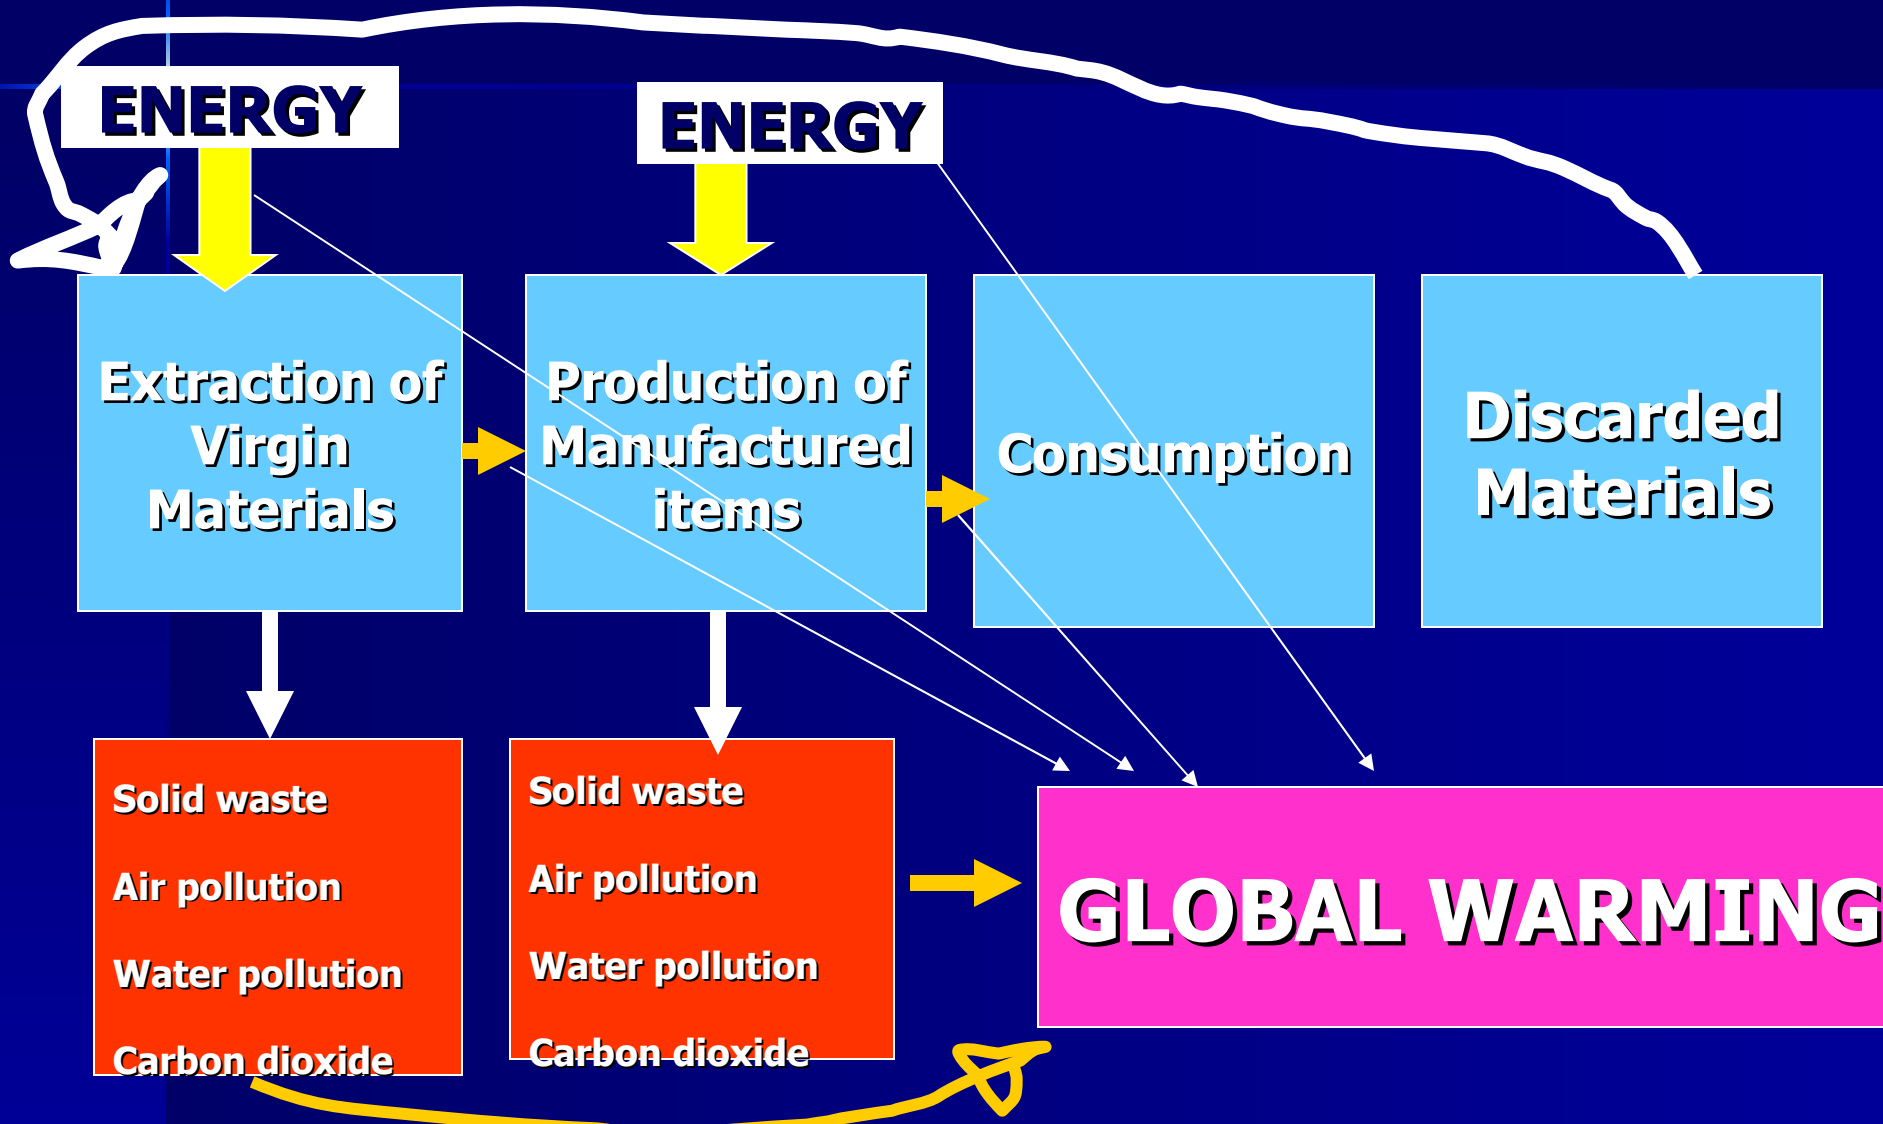 ENERGY
ENERGY
Extraction of
Virgin
Materials
Production of
Manufactured
items
Consumption
Discarded
Materials
Solid waste
Air pollution
Water pollution
Carbon dioxide
Solid waste
Air pollution
Water pollution
Carbon dioxide
GLOBAL WARMING